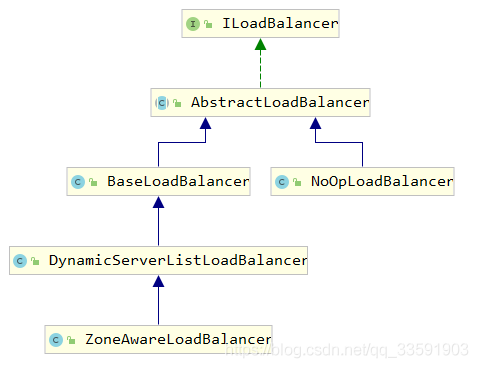 I ILoadBalancer
C AbstractLoadBalancer
C BaseLoadBalancer
C NoOpLoadBalancer
C DynamicServerListLoadBalancer
C ZoneAwareLoadBalancer
https://blog.csdn.net/qq_33591903